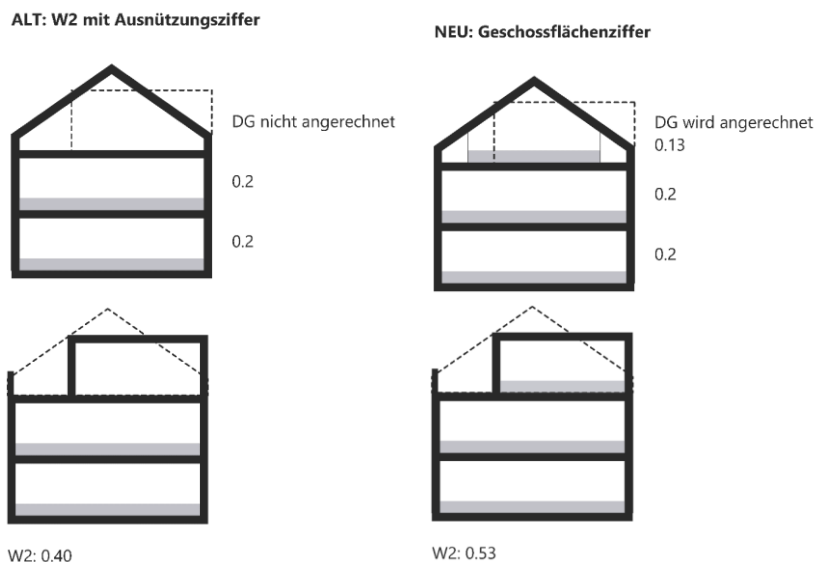 ALT: W2 mit Ausnützungsziffer
DG nicht angerechnet
0.2
0.2
W2: 0.40
NEU: Geschossflächenziffer
DG wird angerechnet
0.13
0.2
0.2
W2: 0.53